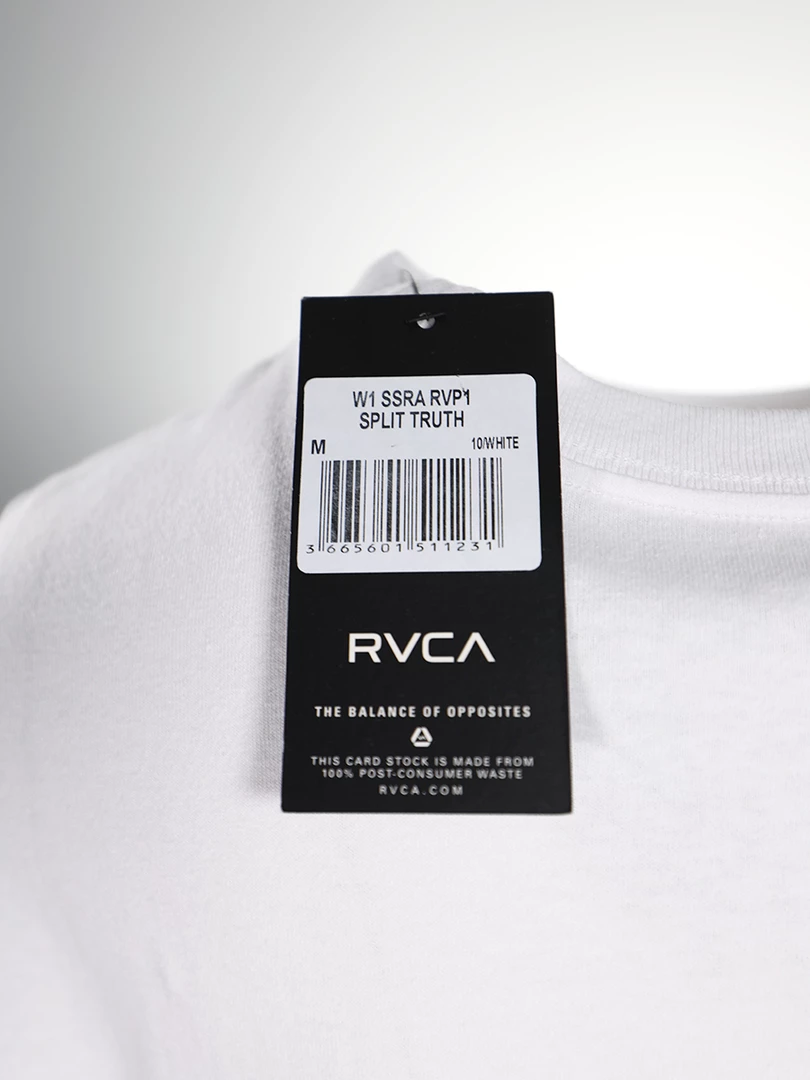 W1 SSRA RVP1
SPLIT TRUTH
M 10/WHITE
3 665601 511231
RVCA
THE BALANCE OF OPPOSITES
THIS CARD STOCK IS MADE FROM
100% POST-CONSUMER WASTE
RVCA.COM